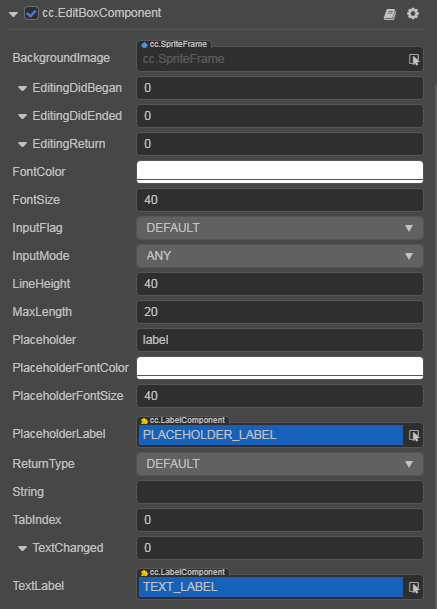 cc.EditBoxComponent
cc.SpriteFrame
BackgroundImage cc.SpriteFrame
EditingDidBegan 0
EditingDidEnded 0
EditingReturn 0
FontColor
FontSize 40
InputFlag DEFAULT
InputMode ANY
LineHeight 40
MaxLength 20
Placeholder label
PlaceholderFontColor
PlaceholderFontSize 40
cc.LabelComponent
PlaceholderLabel PLACEHOLDER_LABEL
ReturnType DEFAULT
String
TabIndex 0
TextChanged 0
cc.LabelComponent
TextLabel TEXT_LABEL